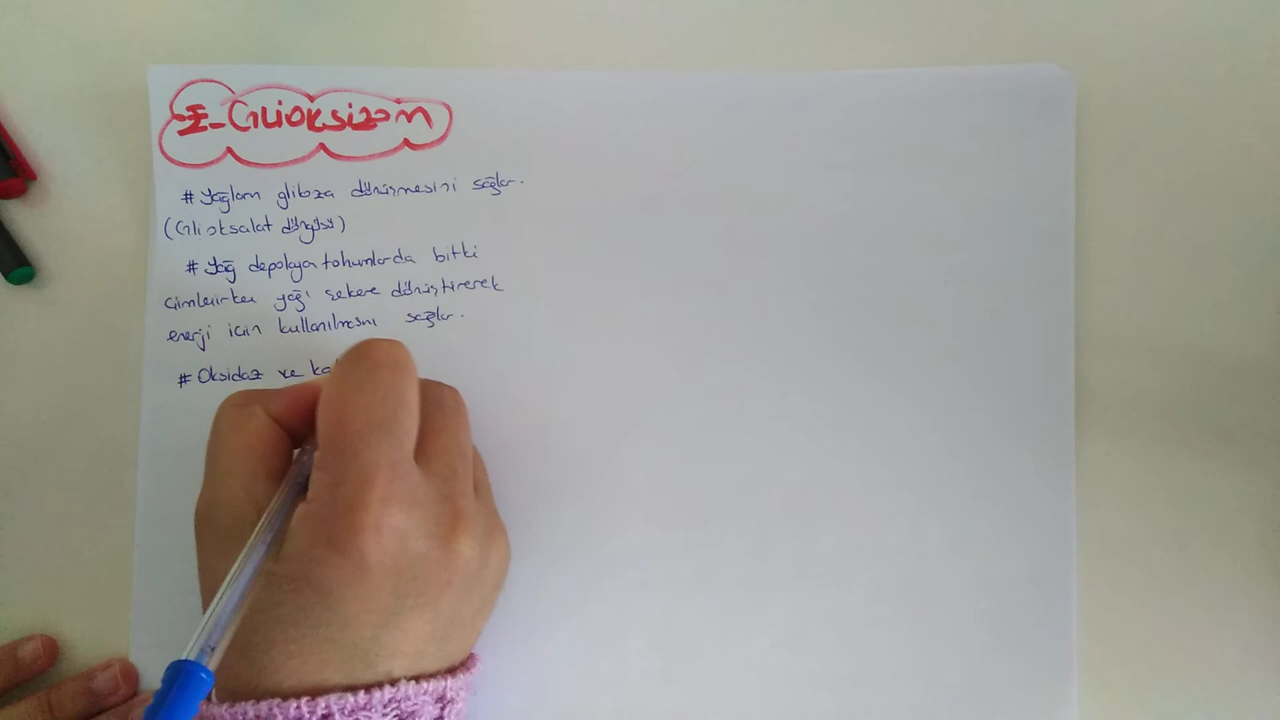 Glioksizom
# Yağların glikoza dönüşmesini sağlar.
(Glioksalat döngüsü)
# Yağ depolayan tohumlarda bitki
çimlenirken yağı şekere dönüştürerek
enerji için kullanılmasını sağlar.
# Oksidaz ve ka